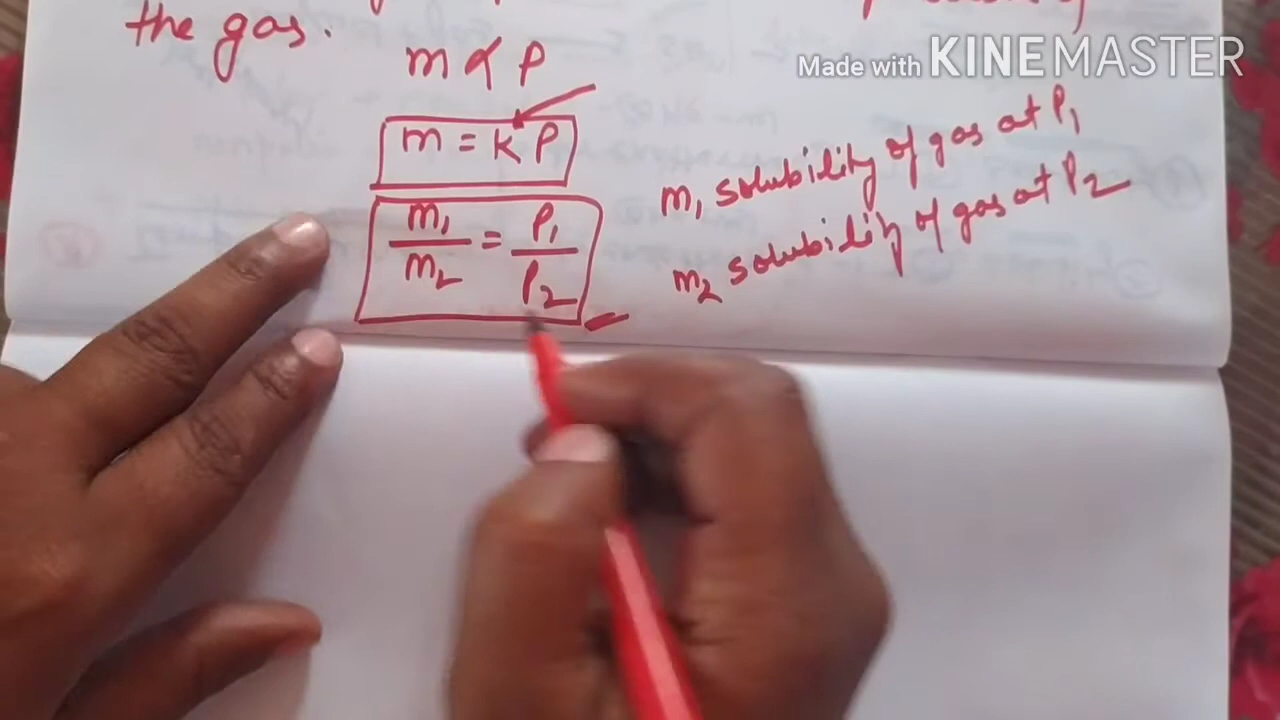 the gas.
Made with KINEMASTER
m ∝ P
m = K P
m₁/m₂ = P₁/P₂
m₁ solubility of gas at P₁
m₂ solubility of gas at P₂